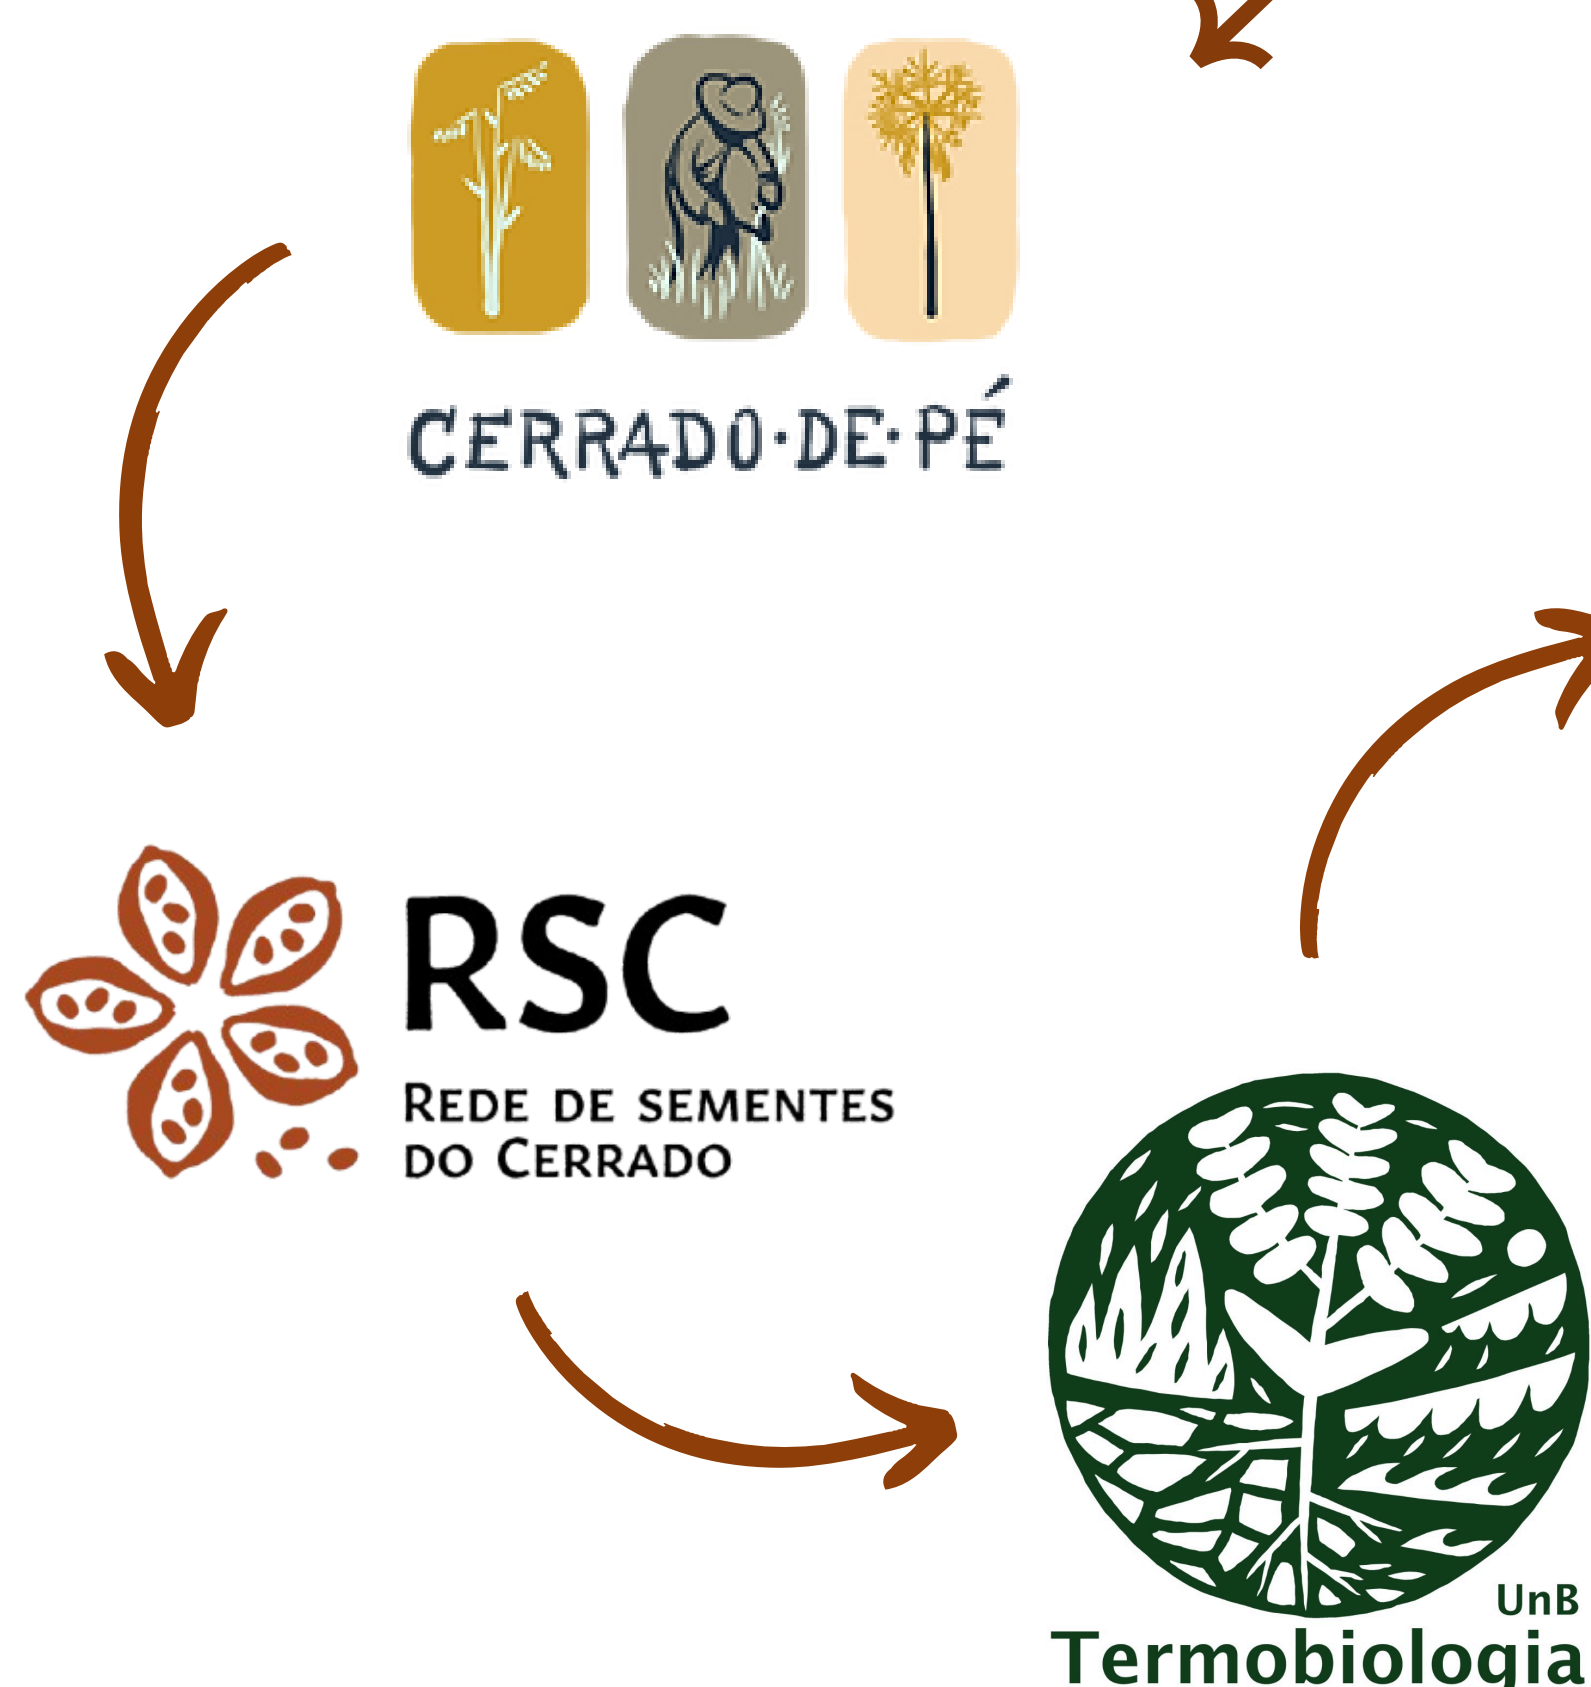 CERRADO·DE·PÉ
RSC
REDE DE SEMENTES
DO CERRADO
UnB
Termobiologia